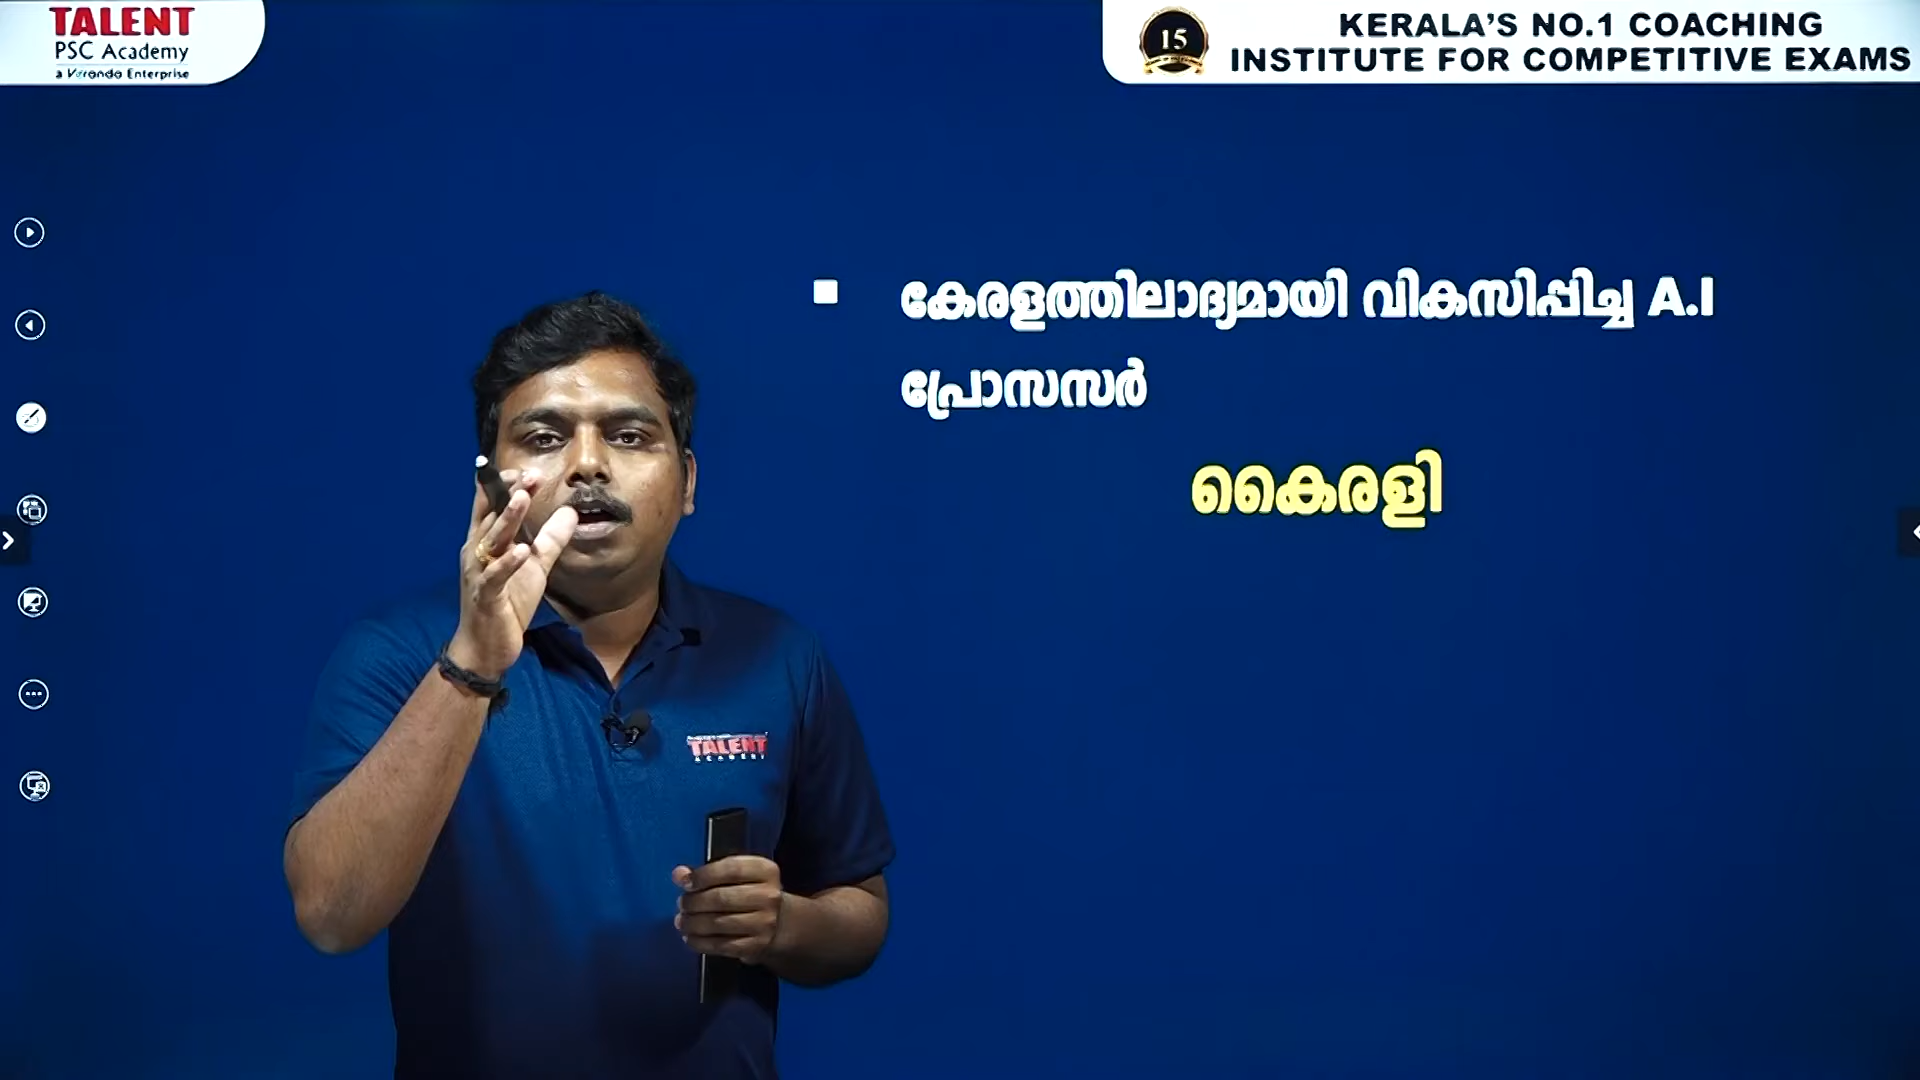 TALENT
PSC Academy
a Veranda Enterprise
15
KERALA'S NO.1 COACHING
INSTITUTE FOR COMPETITIVE EXAMS
കേരളത്തിലാദ്യമായി വികസിപ്പിച്ച A.I
പ്രോസസർ
കൈരളി
TALENT
ACADEMY